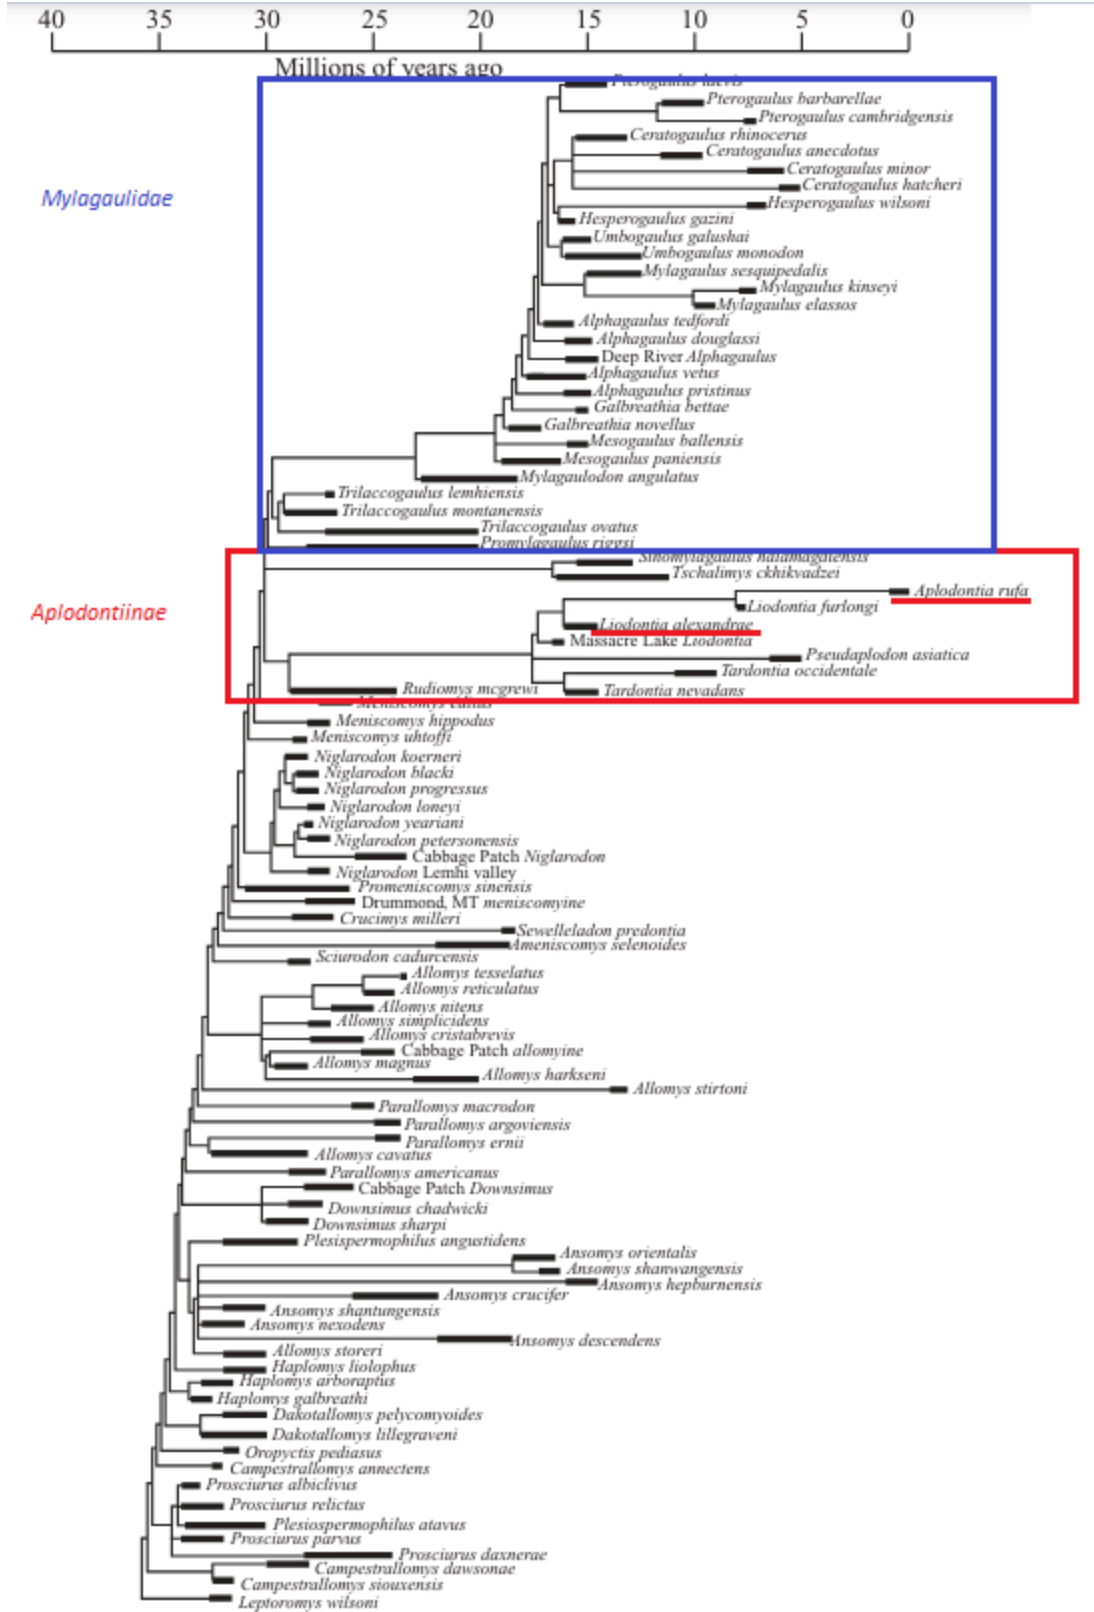 40 35 30 25 20 15 10 5 0
Millions of years ago
Pterogaulus laevis
Pterogaulus barbarellae
Pterogaulus cambridgensis
Ceratogaulus rhinocerus
Ceratogaulus anecdotus
Ceratogaulus minor
Ceratogaulus hatcheri
Mylagaulidae
Hesperogaulus wilsoni
Hesperogaulus gazini
Umbogaulus galushai
Umbogaulus monodon
Mylagaulus sesquipedalis
Mylagaulus kinseyi
Mylagaulus elassos
Alphagaulus tedfordi
Alphagaulus douglassi
Deep River Alphagaulus
Alphagaulus vetus
Alphagaulus pristinus
Galbreathia bettae
Galbreathia novellus
Mesogaulus ballensis
Mesogaulus paniensis
Mylagaulodon angulatus
Trilaccogaulus lemhiensis
Trilaccogaulus montanensis
Trilaccogaulus ovatus
Promylagaulus riggsi
Sinomylagaulus halamagaiensis
Tschalimys ckhikvadzei
Aplodontia rufa
Liodontia furlongi
Aplodontiinae
Liodontia alexandrae
Massacre Lake Liodontia
Pseudaplodon asiatica
Tardontia occidentale
Rudiomys mcgrewi
Tardontia nevadans
Meniscomys editus
Meniscomys hippodus
Meniscomys uhtoffi
Niglarodon koerneri
Niglarodon blacki
Niglarodon progressus
Niglarodon loneyi
Niglarodon yeariani
Niglarodon petersonensis
Cabbage Patch Niglarodon
Niglarodon Lemhi valley
Promeniscomys sinensis
Drummond, MT meniscomyine
Crucimys milleri
Sewelleladon predontia
Ameniscomys selenoides
Sciurodon cadurcensis
Allomys tesselatus
Allomys reticulatus
Allomys nitens
Allomys simplicidens
Allomys cristabrevis
Cabbage Patch allomyine
Allomys magnus
Allomys harkseni
Allomys stirtoni
Parallomys macrodon
Parallomys argoviensis
Parallomys ernii
Allomys cavatus
Parallomys americanus
Cabbage Patch Downsimus
Downsimus chadwicki
Downsimus sharpi
Plesispermophilus angustidens
Ansomys orientalis
Ansomys shanwangensis
Ansomys hepburnensis
Ansomys crucifer
Ansomys shantungensis
Ansomys nexodens
Ansomys descendens
Allomys storeri
Haplomys liolophus
Haplomys arboraptus
Haplomys galbreathi
Dakotallomys pelycomyoides
Dakotallomys lillegraveni
Oropyctis pediasus
Campestrallomys annectens
Prosciurus albiclivus
Prosciurus relictus
Plesiospermophilus atavus
Prosciurus parvus
Prosciurus daxnerae
Campestrallomys dawsonae
Campestrallomys siouxensis
Leptoromys wilsoni